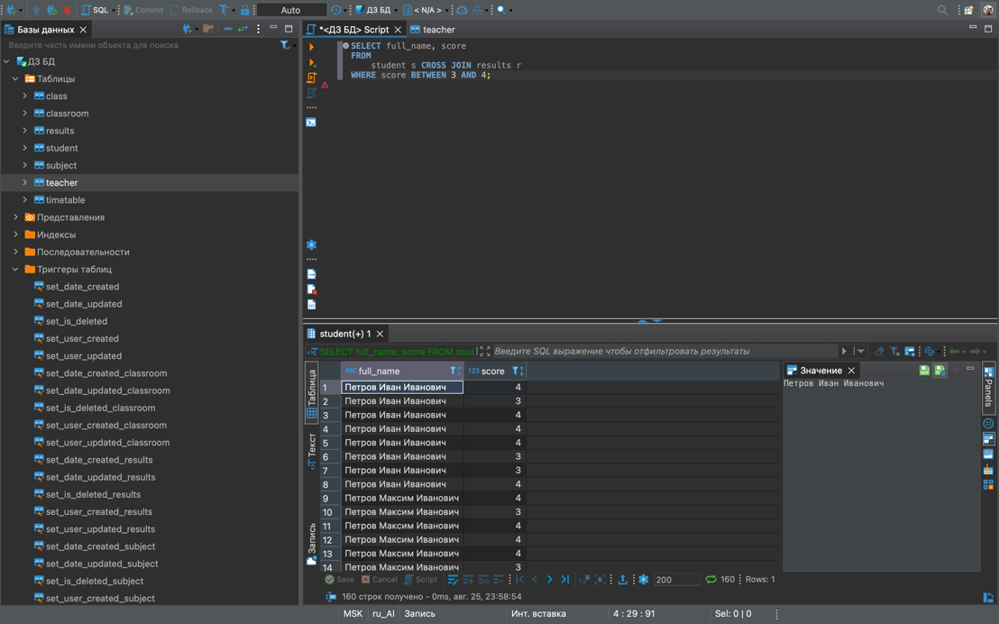 SQL Commit Rollback T Auto ДЗ БД < N/A >
Базы данных
*<ДЗ БД> Script teacher
Введите часть имени объекта для поиска
ДЗ БД
Таблицы
class
classroom
results
student
subject
teacher
timetable
Представления
Индексы
Последовательности
Триггеры таблиц
set_date_created
set_date_updated
set_is_deleted
set_user_created
set_user_updated
set_date_created_classroom
set_date_updated_classroom
set_is_deleted_classroom
set_user_created_classroom
set_user_updated_classroom
set_date_created_results
set_date_updated_results
set_is_deleted_results
set_user_created_results
set_user_updated_results
set_date_created_subject
set_date_updated_subject
set_is_deleted_subject
set_user_created_subject
SELECT full_name, score
FROM
student s CROSS JOIN results r
WHERE score BETWEEN 3 AND 4;
student(+) 1
SELECT full_name, score FROM stud Введите SQL выражение чтобы отфильтровать результаты
Таблица
Текст
Запись
ABC full_name 123 score
1 Петров Иван Иванович 4
2 Петров Иван Иванович 3
3 Петров Иван Иванович 4
4 Петров Иван Иванович 4
5 Петров Иван Иванович 4
6 Петров Иван Иванович 3
7 Петров Иван Иванович 3
8 Петров Иван Иванович 4
9 Петров Максим Иванович 4
10 Петров Максим Иванович 3
11 Петров Максим Иванович 4
12 Петров Максим Иванович 4
13 Петров Максим Иванович 4
14 Петров Максим Иванович 3
Значение
Петров Иван Иванович
Panels
Save Cancel Script 200 160 Rows: 1
160 строк получено - 0ms, авг. 25, 23:58:54
MSK ru_AI Запись Инт. вставка 4 : 29 : 91 Sel: 0 | 0